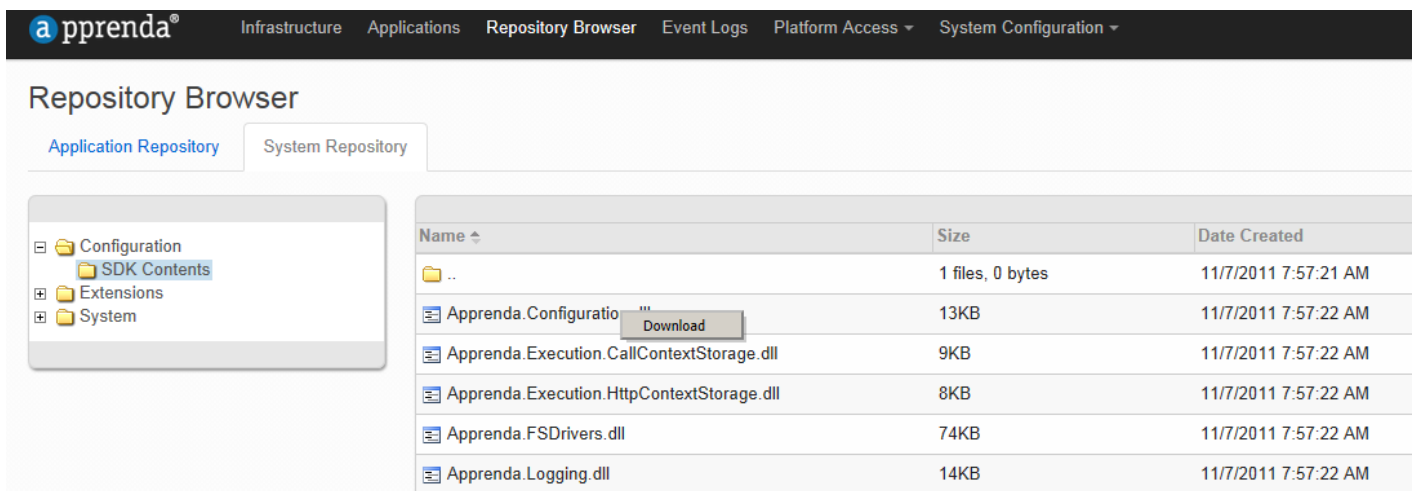 apprenda® Infrastructure Applications Repository Browser Event Logs Platform Access System Configuration
Repository Browser
Application Repository System Repository
Configuration
SDK Contents
Extensions
System
Name Size Date Created
.. 1 files, 0 bytes 11/7/2011 7:57:21 AM
Apprenda.Configuratio 13KB 11/7/2011 7:57:22 AM
Download
Apprenda.Execution.CallContextStorage.dll 9KB 11/7/2011 7:57:22 AM
Apprenda.Execution.HttpContextStorage.dll 8KB 11/7/2011 7:57:22 AM
Apprenda.FSDrivers.dll 74KB 11/7/2011 7:57:22 AM
Apprenda.Logging.dll 14KB 11/7/2011 7:57:22 AM